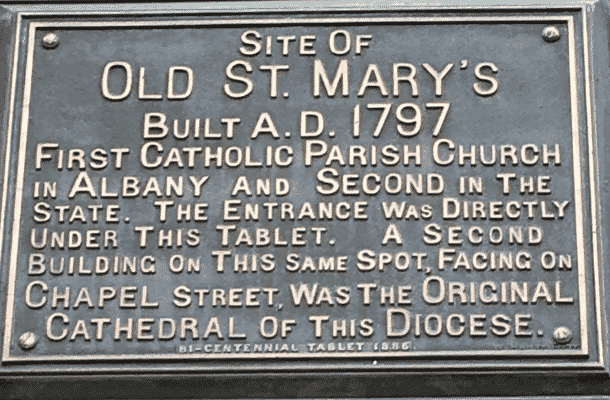 Site Of
Old St. Mary's
Built A.D. 1797
First Catholic Parish Church
in Albany and Second in the
State. The Entrance Was Directly
Under This Tablet. A Second
Building On This Same Spot, Facing On
Chapel Street, Was The Original
Cathedral of This Diocese.
Bi-Centennial Tablet 1886.